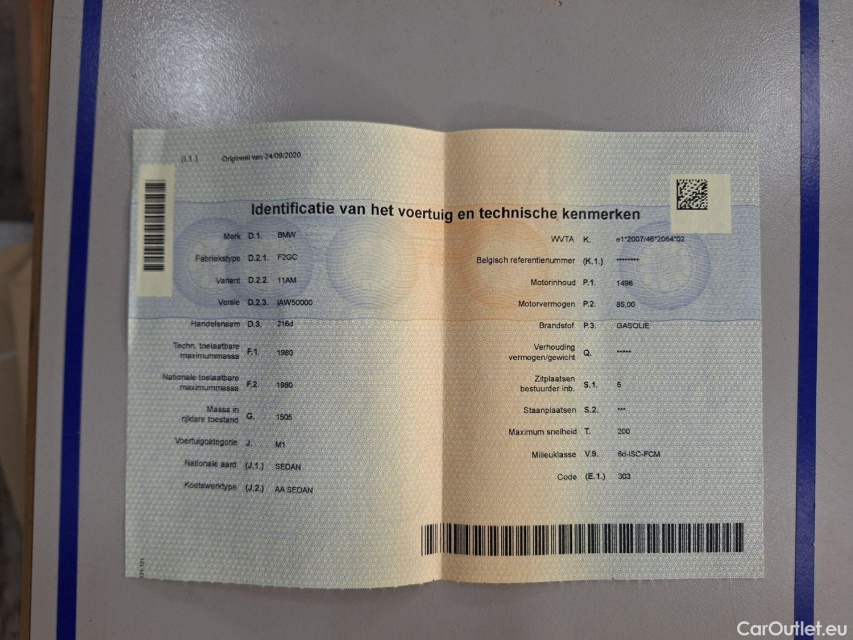 (I.1.) Origineel van 24/09/2020
Identificatie van het voertuig en technische kenmerken
Merk D.1. BMW
Fabriekstype D.2.1. F2GC
Variant D.2.2. 11AM
Versie D.2.3. IAW50000
Handelsnaam D.3. 216d
Techn. toelaatbare
maximummassa F.1. 1980
Nationale toelaatbare
maximummassa F.2 1980
Massa in
rijklare toestand G. 1505
Voertuigcategorie J. M1
Nationale aard (J.1.) SEDAN
Koetswerktype (J.2.) AA SEDAN
WVTA K. e1*2007/46*2064*02
Belgisch referentienummer (K.1.) ********
Motorinhoud P.1. 1496
Motorvermogen P.2. 85,00
Brandstof P.3. GASOLIE
Verhouding
vermogen/gewicht Q. *****
Zitplaatsen
bestuurder inb. S.1. 5
Staanplaatsen S.2. ***
Maximum snelheid T. 200
Milieuklasse V.9. 6d-ISC-FCM
Code (E.1.) 303
CarOutlet.eu